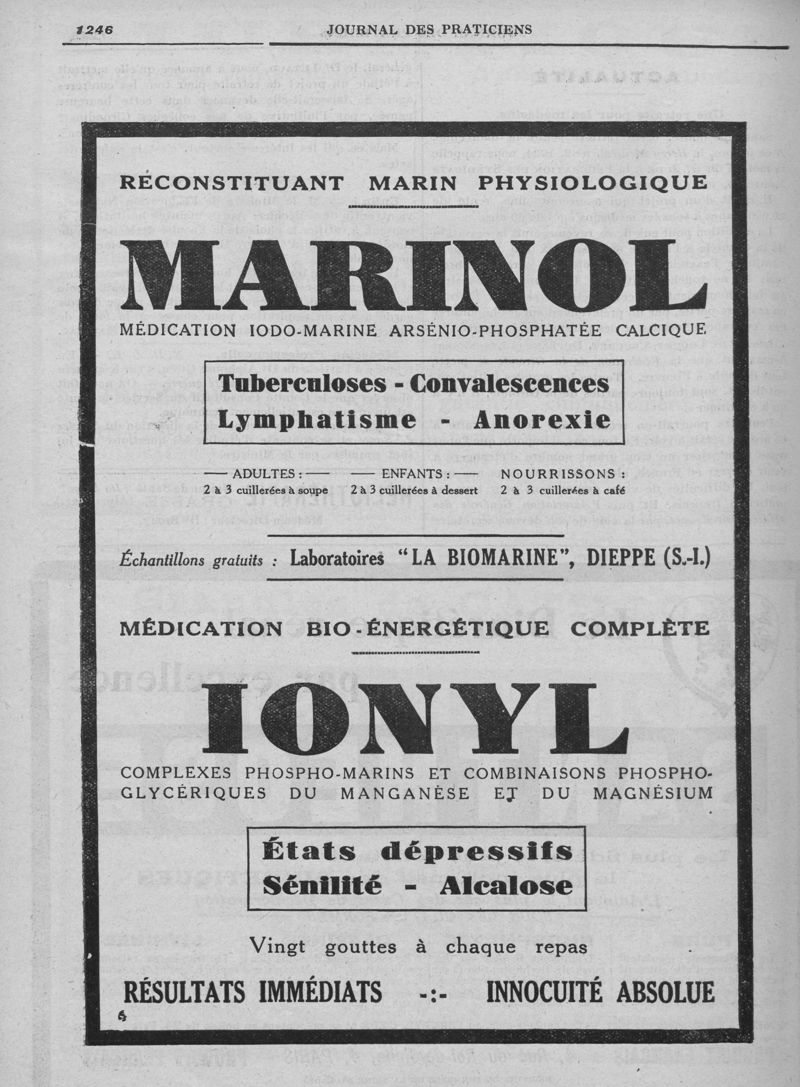 1246
JOURNAL DES PRATICIENS
RÉCONSTITUANT MARIN PHYSIOLOGIQUE
MARINOL
MÉDICATION IODO-MARINE ARSÉNIO-PHOSPHATÉE CALCIQUE
Tuberculoses - Convalescences
Lymphatisme - Anorexie
— ADULTES : — — ENFANTS : — NOURRISSONS :
2 à 3 cuillerées à soupe 2 à 3 cuillerées à dessert 2 à 3 cuillerées à café
Échantillons gratuits : Laboratoires “LA BIOMARINE”, DIEPPE (S.-I.)
MÉDICATION BIO-ÉNERGÉTIQUE COMPLÈTE
IONYL
COMPLEXES PHOSPHO-MARINS ET COMBINAISONS PHOSPHO-
GLYCÉRIQUES DU MANGANÈSE ET DU MAGNÉSIUM
États dépressifs
Sénilité - Alcalose
Vingt gouttes à chaque repas
RÉSULTATS IMMÉDIATS -:- INNOCUITÉ ABSOLUE